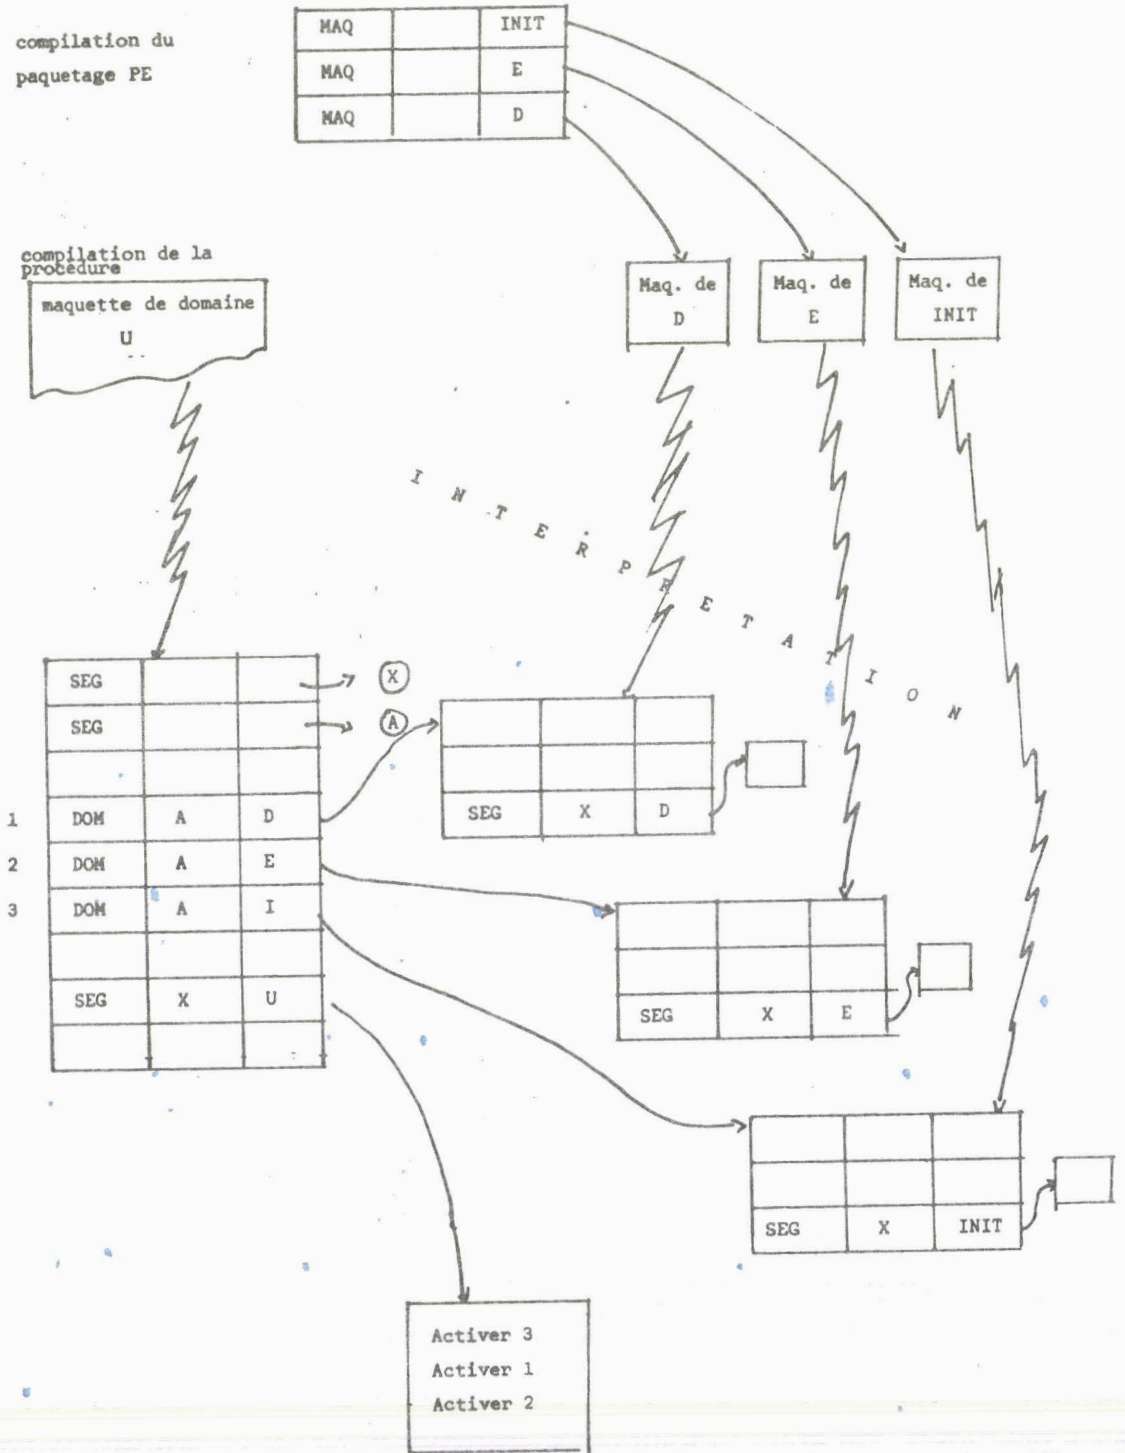 compilation du
paquetage PE
MAQ INIT
MAQ E
MAQ D
compilation de la
procédure
maquette de domaine
U
Maq. de
D
Maq. de
E
Maq. de
INIT
INTERPRETATION
SEG X
SEG A
1 DOM A D
2 DOM A E
3 DOM A I
SEG X U
SEG X D
SEG X E
SEG X INIT
Activer 3
Activer 1
Activer 2